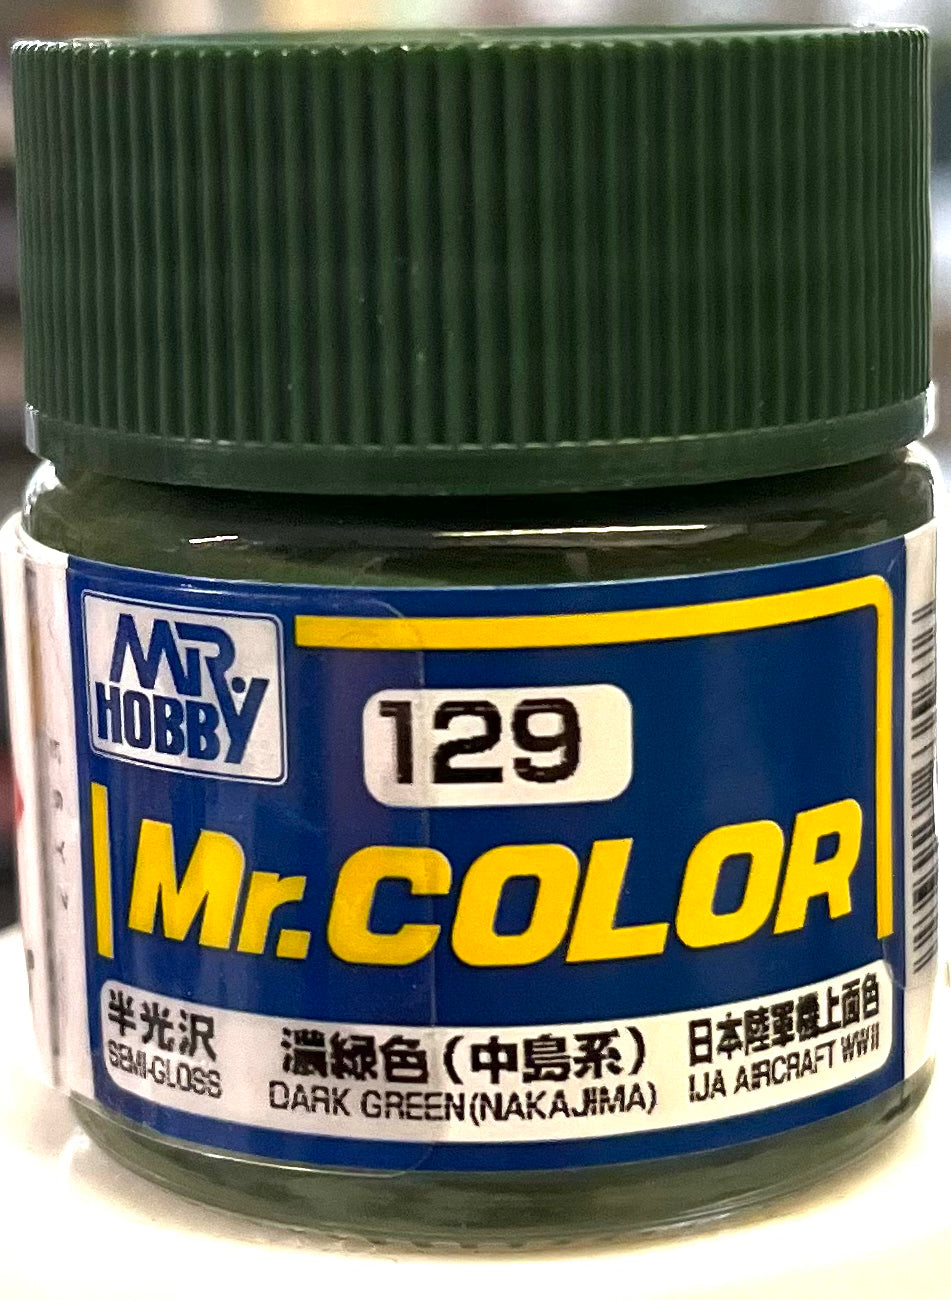 MR.
HOBBY
129
Mr.COLOR
半光沢
SEMI-GLOSS
濃緑色(中島系)
DARK GREEN(NAKAJIMA)
日本陸軍機上面色
IJA AIRCRAFT WWⅡ